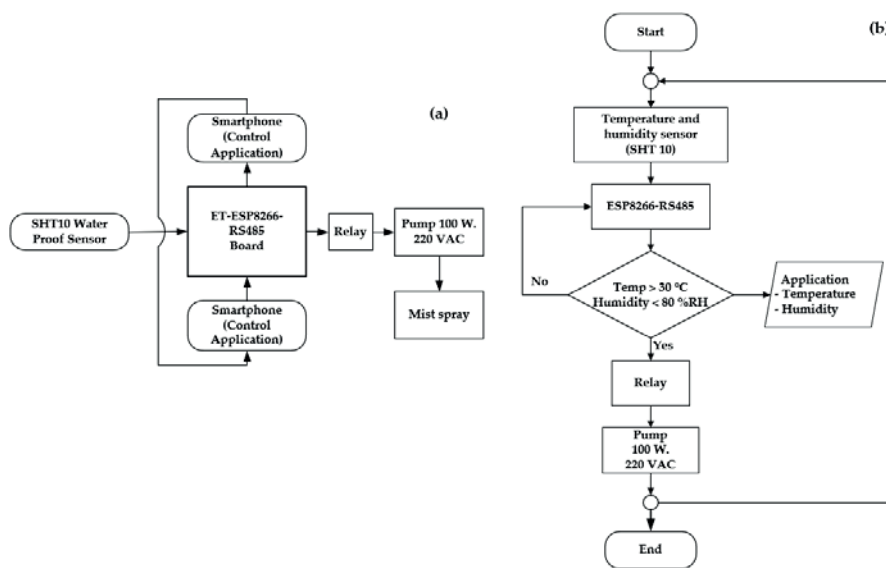 (a)
Smartphone
(Control
Application)
SHT10 Water
Proof Sensor
ET-ESP8266-
RS485
Board
Relay
Pump 100 W.
220 VAC
Mist spray
Smartphone
(Control
Application)
(b)
Start
Temperature and
humidity sensor
(SHT 10)
ESP8266-RS485
No
Temp > 30 °C
Humidity < 80 %RH
Application
- Temperature
- Humidity
Yes
Relay
Pump
100 W.
220 VAC
End